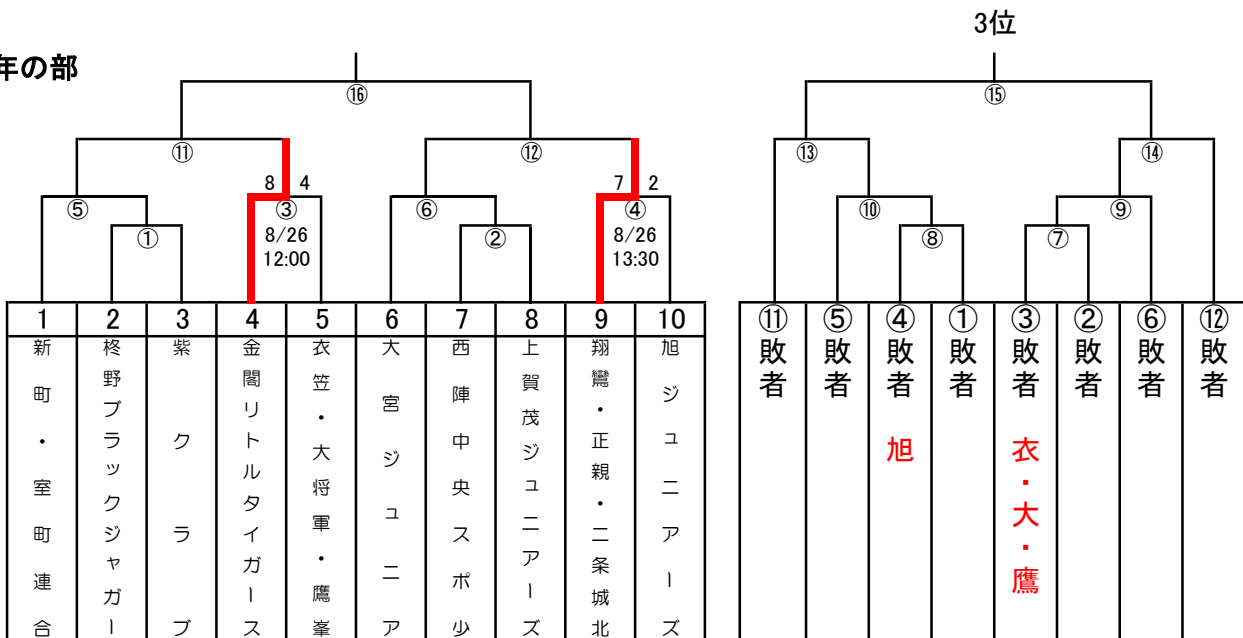 3位
年の部
⑯
⑮
⑪
⑫
⑬
⑭
8 4
7 2
⑤
③
⑥
④
⑩
⑨
①
8/26
12:00
②
8/26
13:30
⑧
⑦
1 2 3 4 5 6 7 8 9 10
新町・室町連合
柊野ブラックジャガー
紫クラブ
金閣リトルタイガース
衣笠・大将軍・鷹峯
大宮ジュニア
西陣中央スポ少
上賀茂ジュニアーズ
翔鸞・正親・二条城北
旭ジュニアーズ
⑪敗者
⑤敗者
④敗者 旭
①敗者
③敗者 衣・大・鷹
②敗者
⑥敗者
⑫敗者